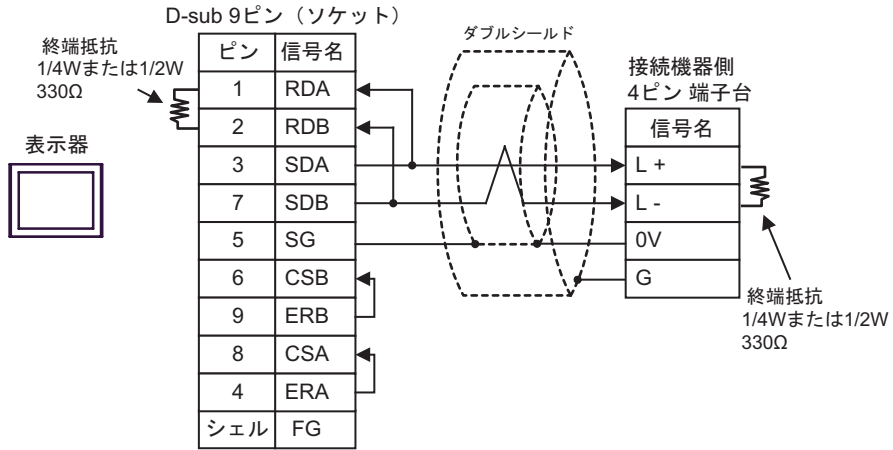 D-sub 9ピン（ソケット）
終端抵抗
1/4Wまたは1/2W
330Ω
表示器
ピン 信号名
1 RDA
2 RDB
3 SDA
7 SDB
5 SG
6 CSB
9 ERB
8 CSA
4 ERA
シェル FG
ダブルシールド
接続機器側
4ピン 端子台
信号名
L +
L -
0V
G
終端抵抗
1/4Wまたは1/2W
330Ω